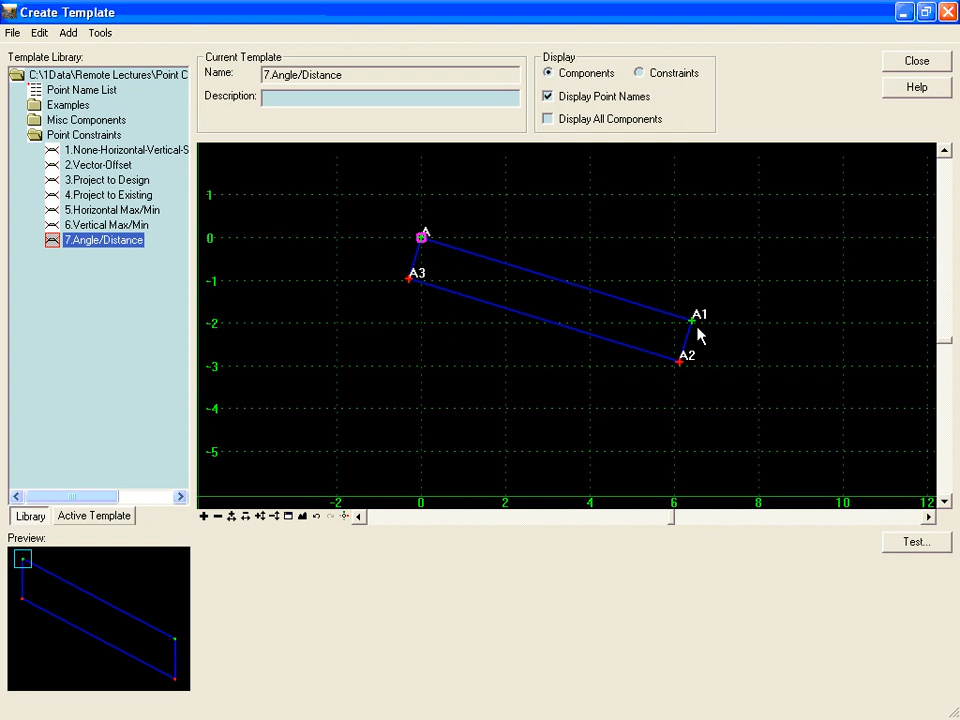 Create Template
File Edit Add Tools
Template Library:
C:\1Data\Remote Lectures\Point C
Point Name List
Examples
Misc Components
Point Constraints
1.None-Horizontal-Vertical-S
2.Vector-Offset
3.Project to Design
4.Project to Existing
5.Horizontal Max/Min
6.Vertical Max/Min
7.Angle/Distance
Library Active Template
Preview:
Current Template
Name: 7.Angle/Distance
Description:
Display
Components Constraints
Display Point Names
Display All Components
Close
Help
1
0
-1
-2
-3
-4
-5
A
A3
A1
A2
-2 0 2 4 6 8 10 12
Test...